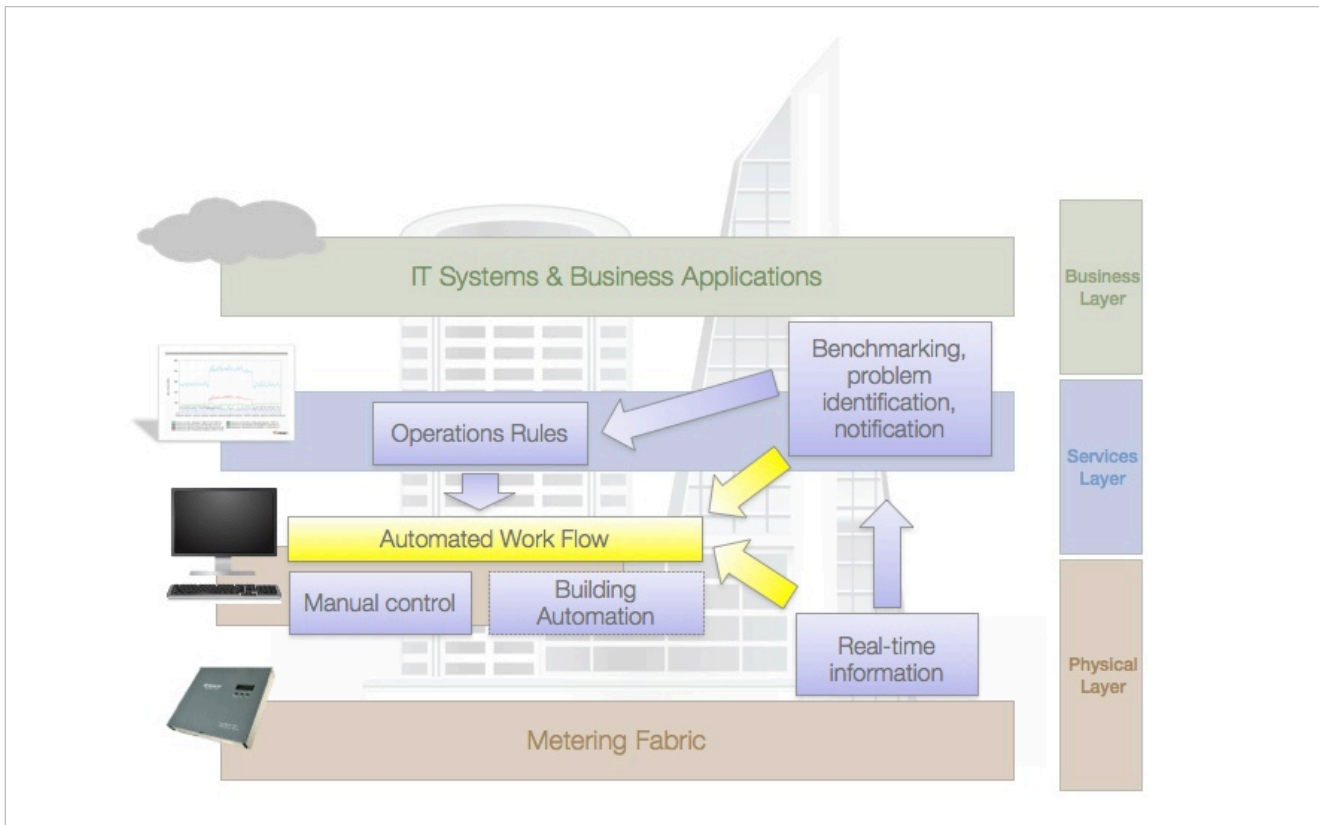 IT Systems & Business Applications
Business
Layer
Benchmarking,
problem
identification,
notification
Operations Rules
Services
Layer
Automated Work Flow
Manual control
Building
Automation
Real-time
information
Physical
Layer
Metering Fabric